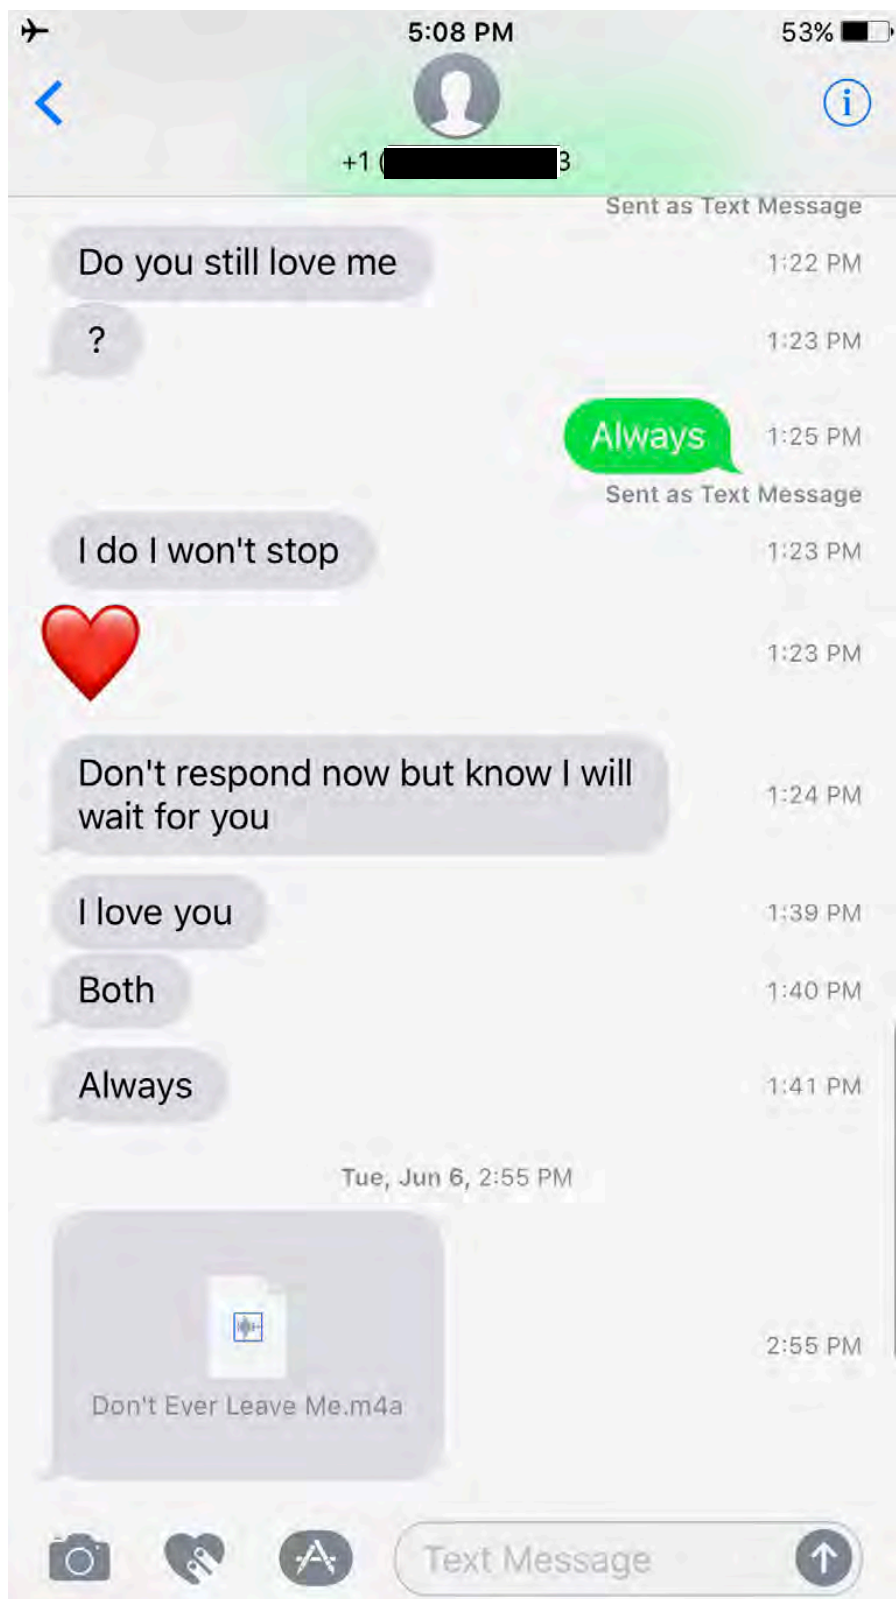 5:08 PM
53%
+1 ( 3
Sent as Text Message
Do you still love me 1:22 PM
? 1:23 PM
Always 1:25 PM
Sent as Text Message
I do I won't stop 1:23 PM
1:23 PM
Don't respond now but know I will
wait for you
1:24 PM
I love you 1:39 PM
Both 1:40 PM
Always 1:41 PM
Tue, Jun 6, 2:55 PM
2:55 PM
Don't Ever Leave Me.m4a
Text Message